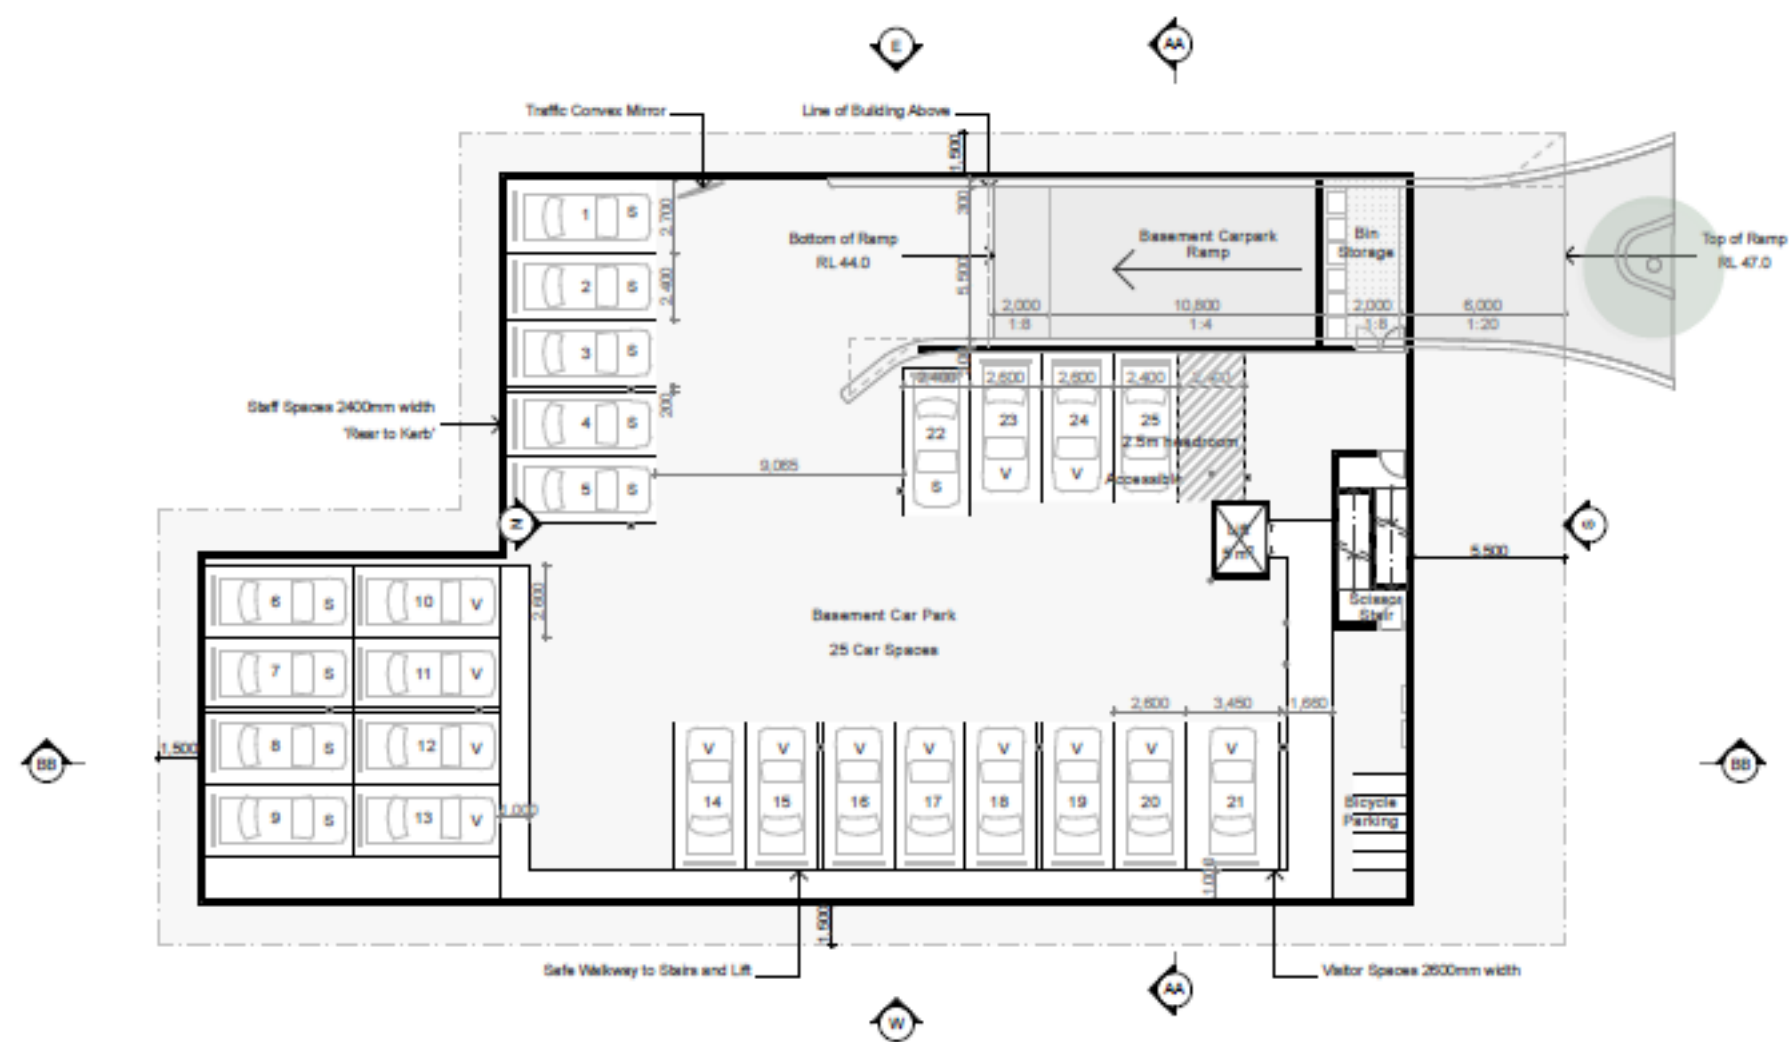 E
AA
Traffic Convex Mirror
Line of Building Above
1,500
1
S
2,700
300
Bottom of Ramp
RL 44.0
Basement Carpark
Ramp
Bin
Storage
Top of Ramp
RL 47.0
2
S
2,400
5,500
2,000
10,800
2,000
6,000
1:8
1:4
1:8
1:20
3
S
2,400
2,600
2,600
2,400
2,400
Staff Spaces 2400mm width
'Rear to Kerb'
200
4
S
22
23
24
25
2.5m headroom
9,065
S
V
V
Accessible
5
S
N
Lift
S
5,500
6
S
10
V
2,600
Scissor
Stair
Basement Car Park
25 Car Spaces
7
S
11
V
2,600
3,450
1,660
8
S
12
V
V
V
V
V
V
V
V
V
1,500
BB
BB
9
S
13
V
1,000
14
15
16
17
18
19
20
21
Bicycle
Parking
1,000
1,500
Safe Walkway to Stairs and Lift
Visitor Spaces 2600mm width
AA
W